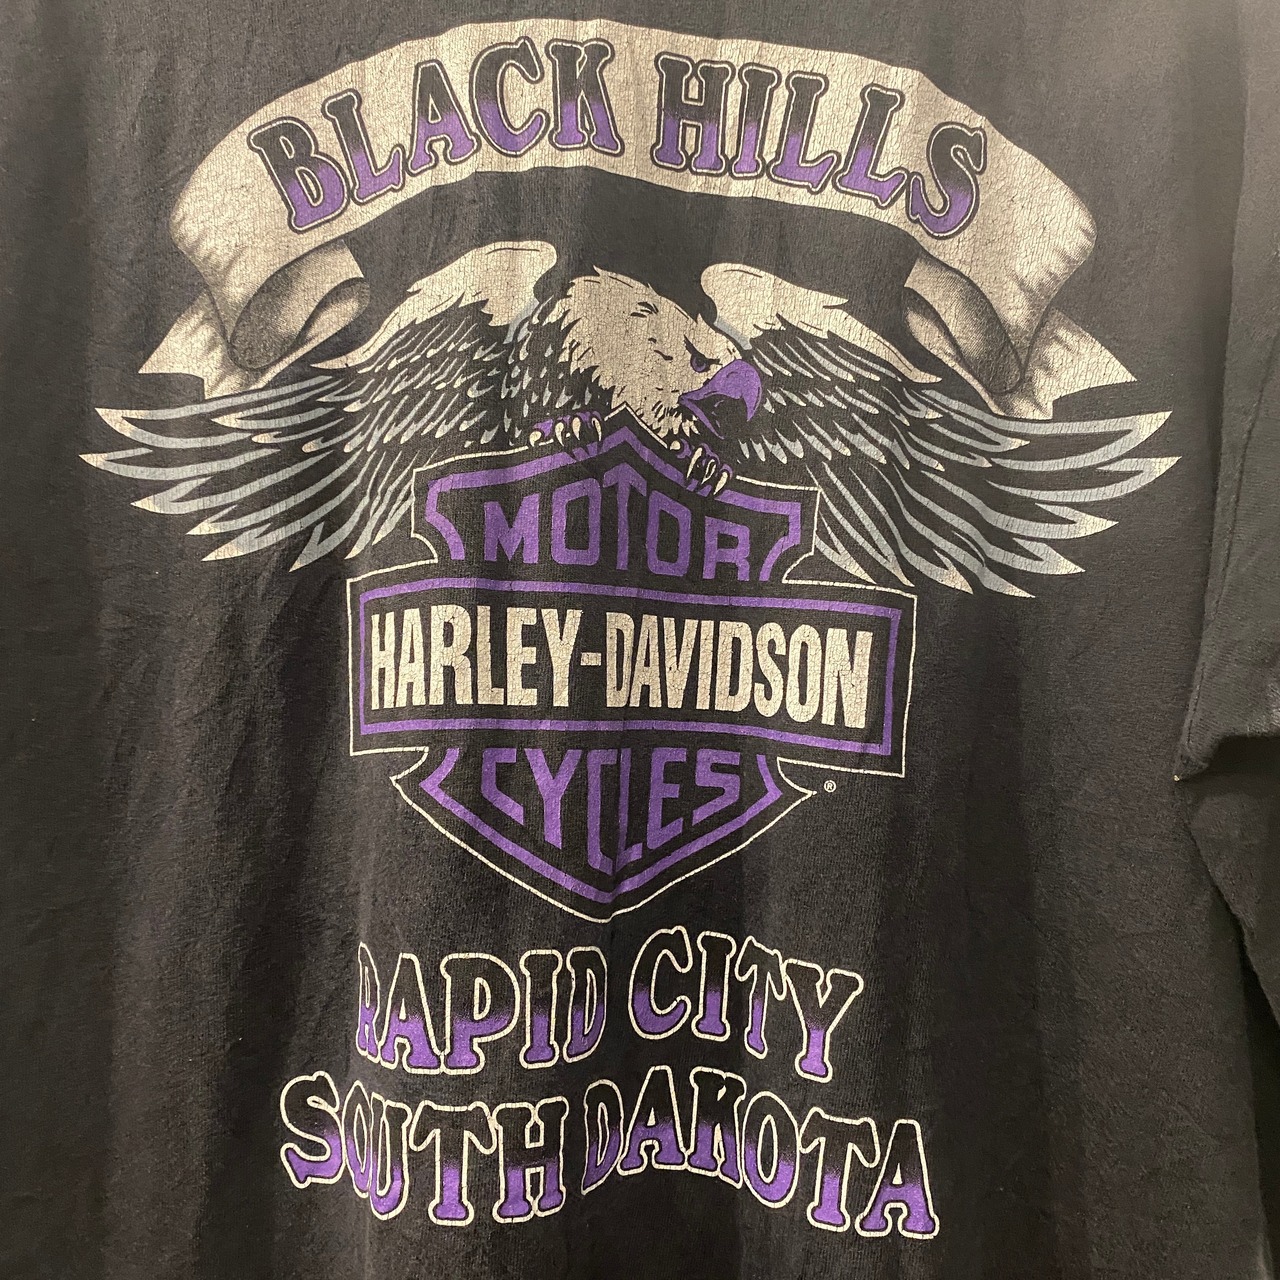 BLACK HILLS
MOTOR
HARLEY-DAVIDSON
CYCLES
®
RAPID CITY
SOUTH DAKOTA